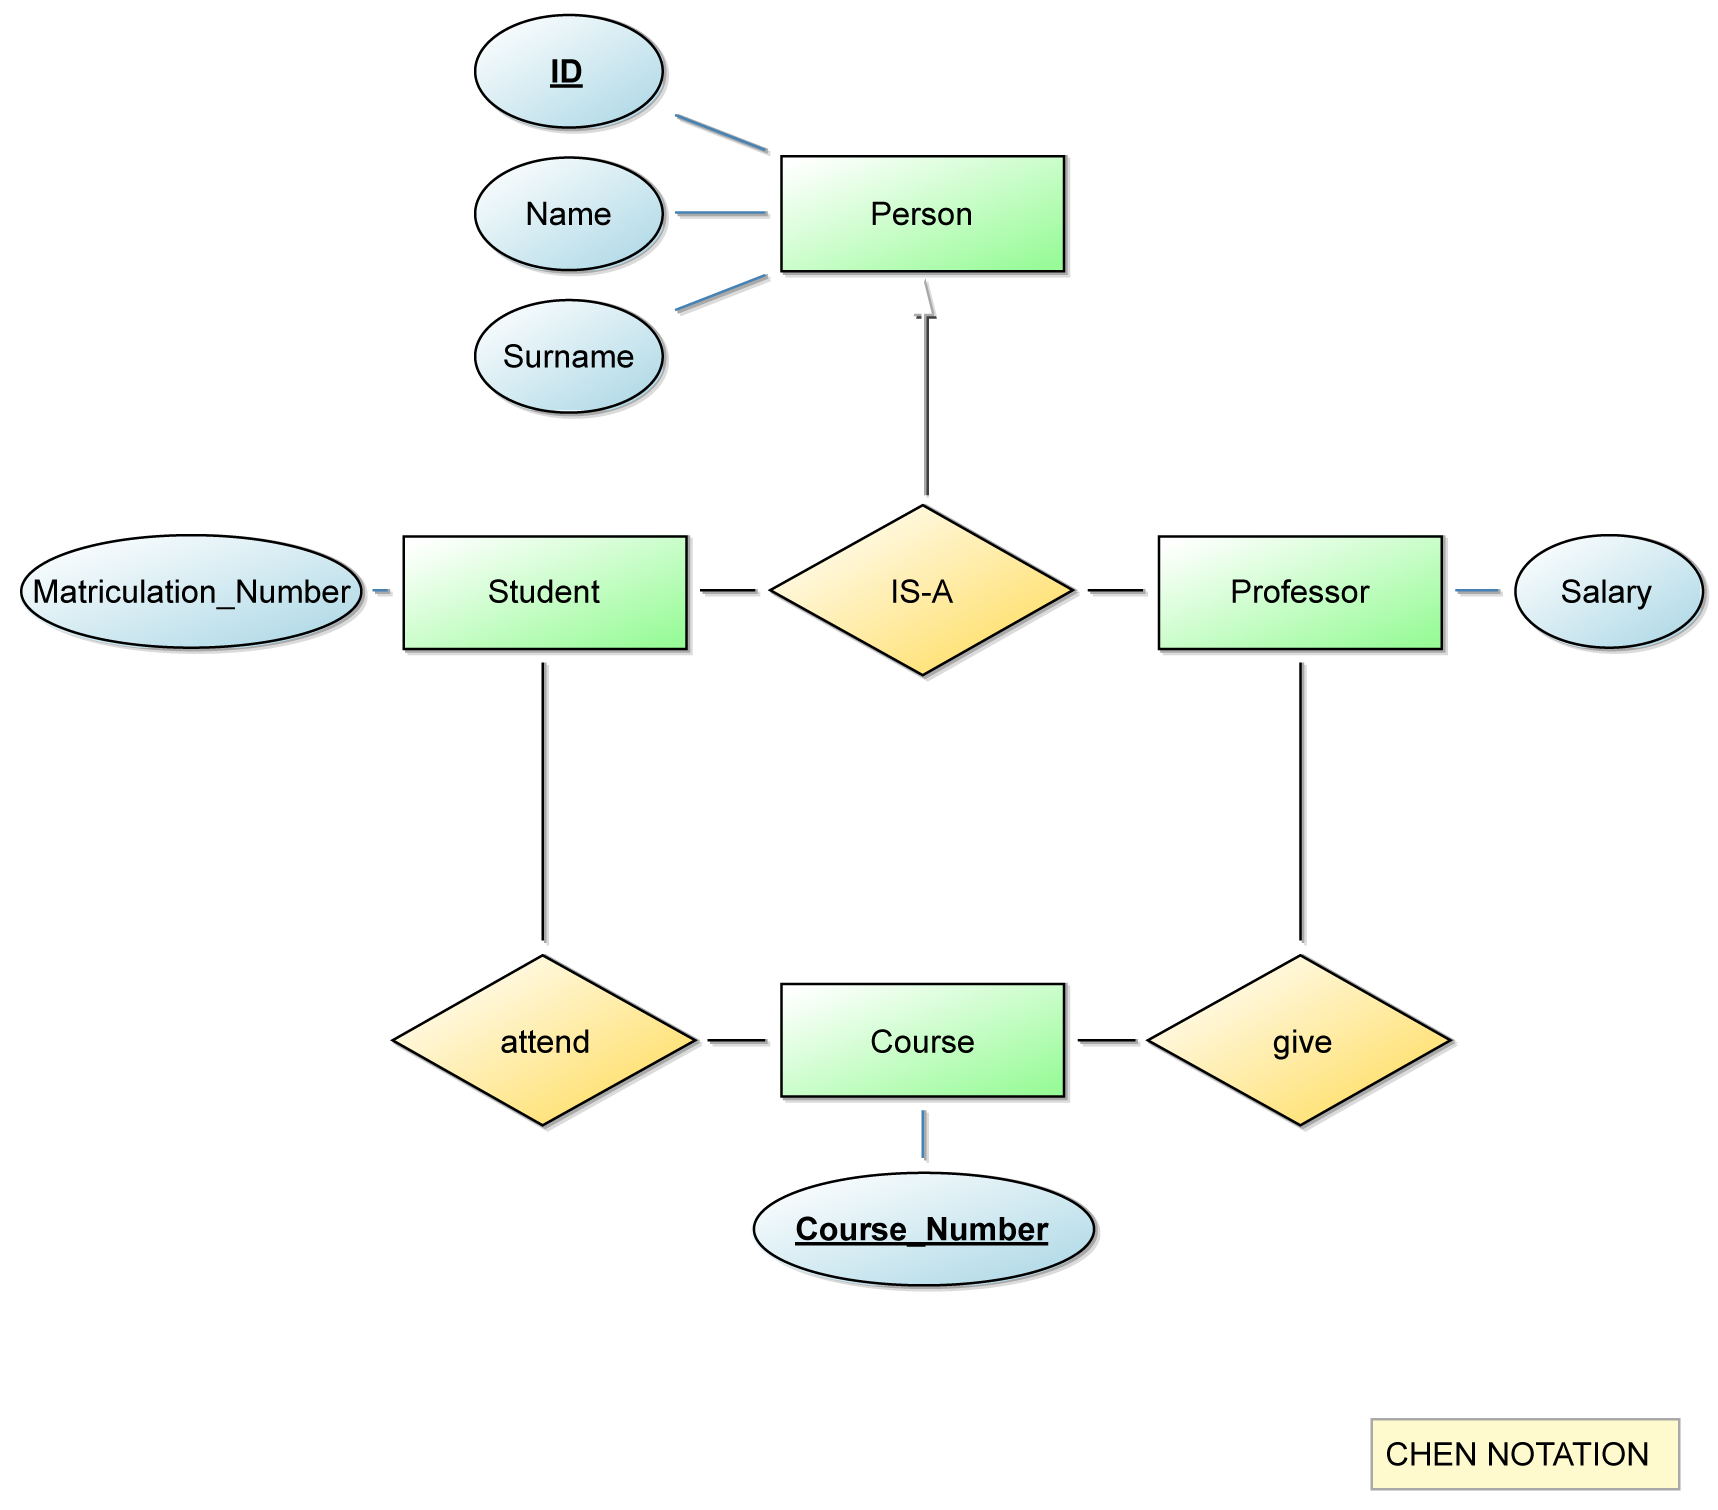 ID
Name
Person
Surname
Matriculation_Number
Student
IS-A
Professor
Salary
attend
Course
give
Course_Number
CHEN NOTATION